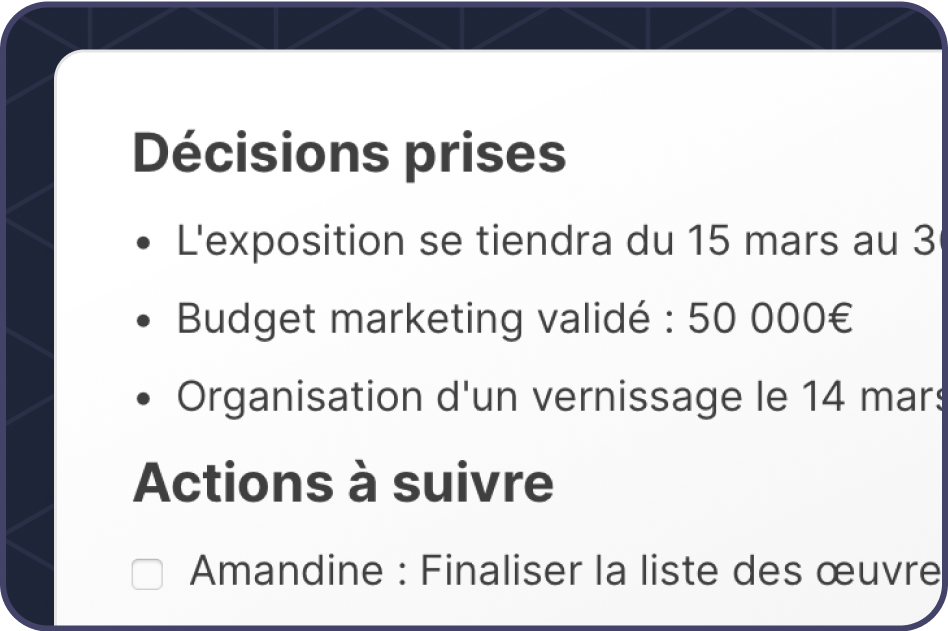 Décisions prises
• L'exposition se tiendra du 15 mars au
• Budget marketing validé : 50 000€
• Organisation d'un vernissage le 14 mars
Actions à suivre
Amandine : Finaliser la liste des